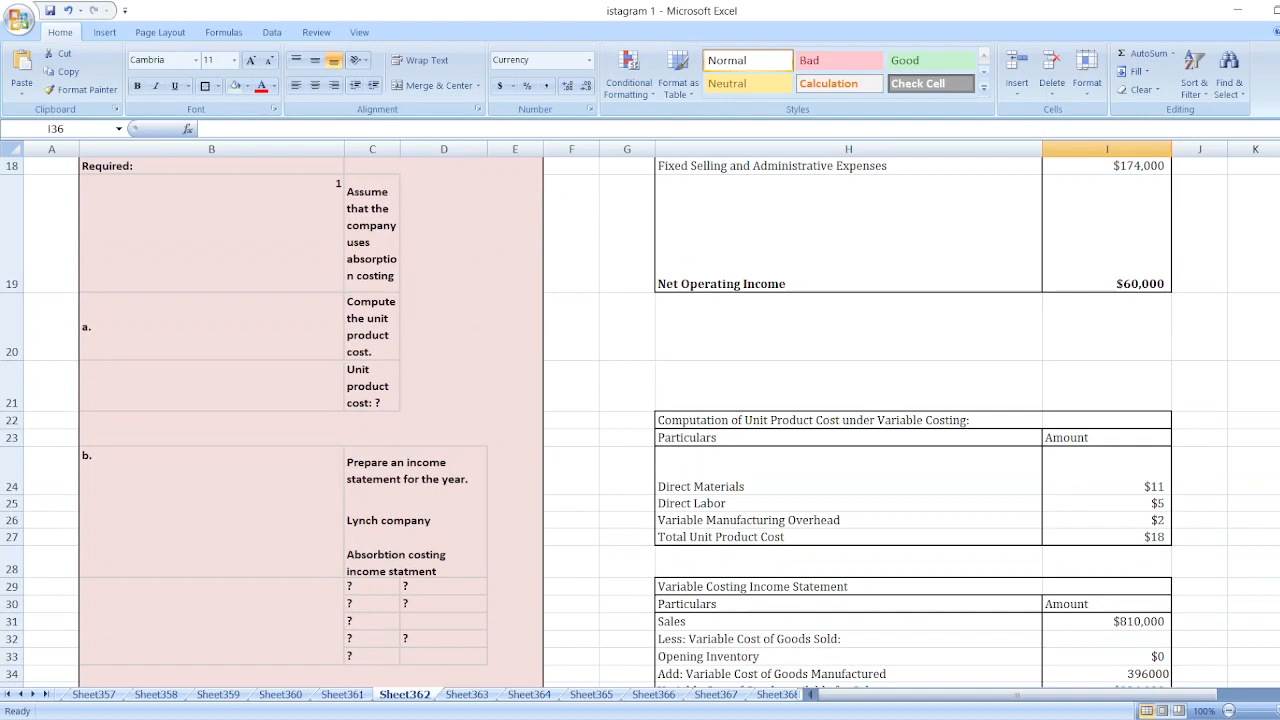 istagram 1 - Microsoft Excel
Home Insert Page Layout Formulas Data Review View
Cut
Copy
Format Painter
Paste
Clipboard
Cambria 11
B I U
Font
Wrap Text
Merge & Center
Alignment
Currency
$ % ,
Number
Conditional Formatting
Format as Table
Normal Bad Good
Neutral Calculation Check Cell
Styles
Insert Delete Format
Cells
Σ AutoSum
Fill
Clear
Sort & Filter
Find & Select
Editing
I36 fx
A B C D E F G H I J K
18 Required: Fixed Selling and Administrative Expenses $174,000
1
Assume
that the
company
uses
absorptio
n costing
19 Net Operating Income $60,000
a.
Compute
the unit
product
cost.
20
Unit
product
cost: ?
21
22 Computation of Unit Product Cost under Variable Costing:
23 Particulars Amount
b.
Prepare an income
statement for the year.
24 Direct Materials $11
25 Direct Labor $5
26 Lynch company Variable Manufacturing Overhead $2
27 Total Unit Product Cost $18
Absorbtion costing
income statment
28
29 ? ? Variable Costing Income Statement
30 ? ? Particulars Amount
31 ? Sales $810,000
32 ? ? Less: Variable Cost of Goods Sold:
33 ? Opening Inventory $0
34 Add: Variable Cost of Goods Manufactured 396000
Sheet357 Sheet358 Sheet359 Sheet360 Sheet361 Sheet362 Sheet363 Sheet364 Sheet365 Sheet366 Sheet367 Sheet368
Ready 100%